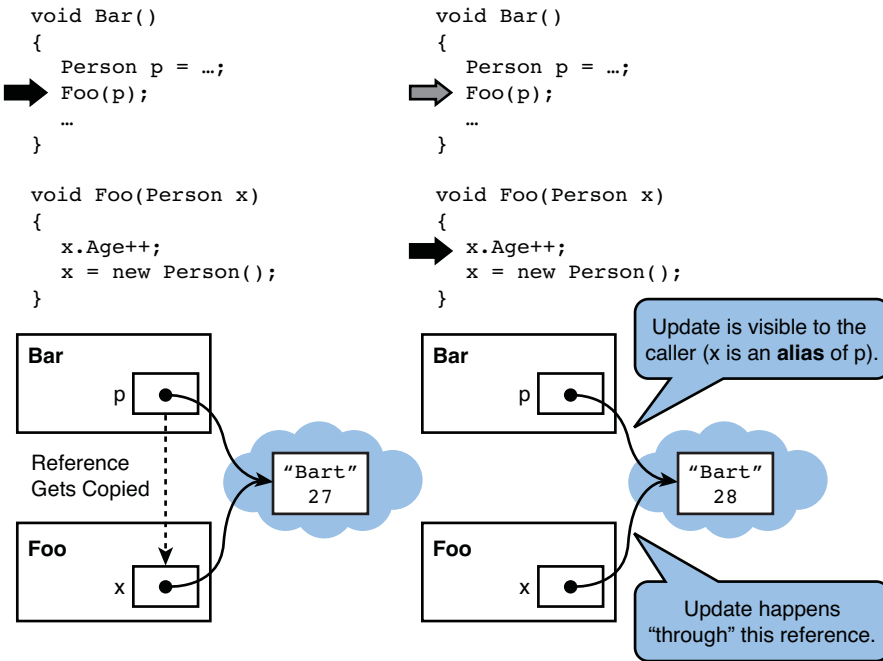 void Bar()
{
Person p = …;
Foo(p);
…
}
void Foo(Person x)
{
x.Age++;
x = new Person();
}
Bar
p
Reference
Gets Copied
“Bart”
27
Foo
x
void Bar()
{
Person p = …;
Foo(p);
…
}
void Foo(Person x)
{
x.Age++;
x = new Person();
}
Update is visible to the
caller (x is an alias of p).
Bar
p
“Bart”
28
Foo
x
Update happens
“through” this reference.